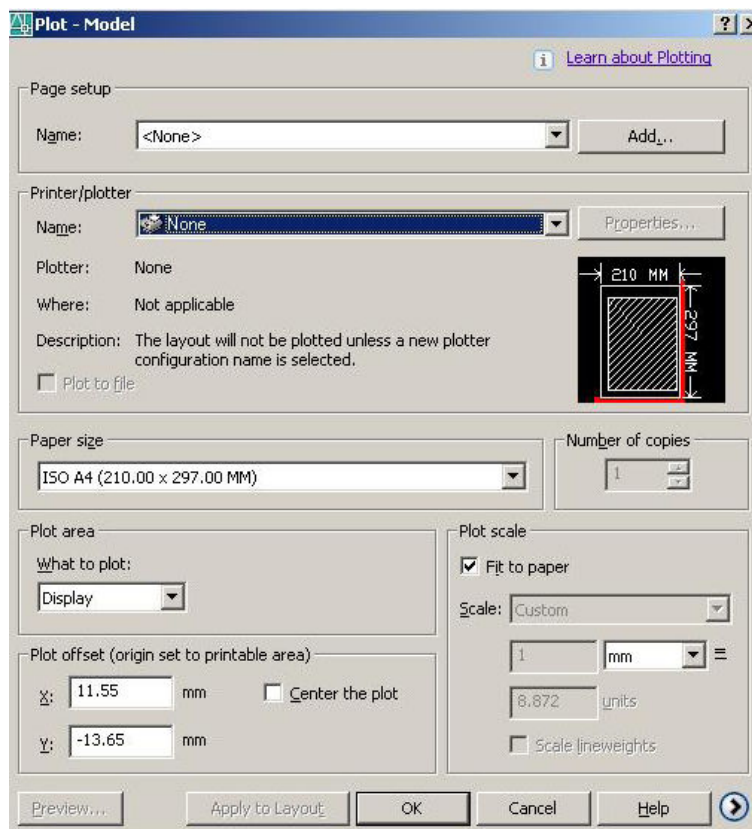 Plot - Model
Learn about Plotting
Page setup
Name: <None> Add...
Printer/plotter
Name: None Properties...
Plotter: None
Where: Not applicable
Description: The layout will not be plotted unless a new plotter
configuration name is selected.
Plot to file
210 MM
297 MM
Paper size
ISO A4 (210.00 x 297.00 MM)
Number of copies
1
Plot area
What to plot:
Display
Plot scale
Fit to paper
Scale: Custom
1 mm =
8.872 units
Scale lineweights
Plot offset (origin set to printable area)
X: 11.55 mm Center the plot
Y: -13.65 mm
Preview... Apply to Layout OK Cancel Help